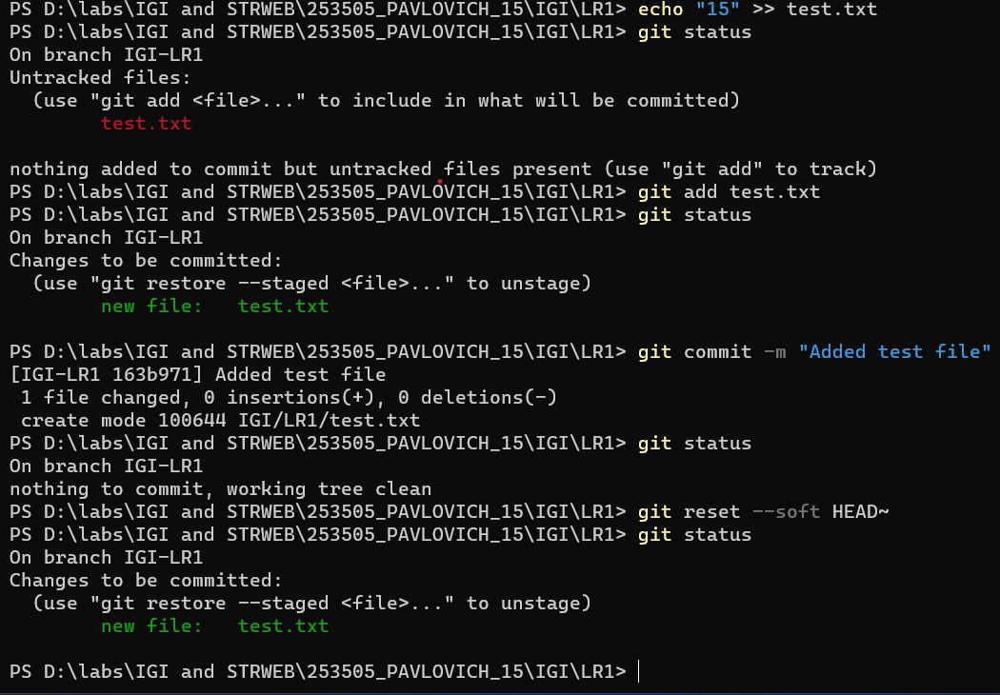 PS D:\labs\IGI and STRWEB\253505_PAVLOVICH_15\IGI\LR1> echo "15" >> test.txt
PS D:\labs\IGI and STRWEB\253505_PAVLOVICH_15\IGI\LR1> git status
On branch IGI-LR1
Untracked files:
  (use "git add <file>..." to include in what will be committed)
        test.txt

nothing added to commit but untracked files present (use "git add" to track)
PS D:\labs\IGI and STRWEB\253505_PAVLOVICH_15\IGI\LR1> git add test.txt
PS D:\labs\IGI and STRWEB\253505_PAVLOVICH_15\IGI\LR1> git status
On branch IGI-LR1
Changes to be committed:
  (use "git restore --staged <file>..." to unstage)
        new file:   test.txt

PS D:\labs\IGI and STRWEB\253505_PAVLOVICH_15\IGI\LR1> git commit -m "Added test file"
[IGI-LR1 163b971] Added test file
 1 file changed, 0 insertions(+), 0 deletions(-)
 create mode 100644 IGI/LR1/test.txt
PS D:\labs\IGI and STRWEB\253505_PAVLOVICH_15\IGI\LR1> git status
On branch IGI-LR1
nothing to commit, working tree clean
PS D:\labs\IGI and STRWEB\253505_PAVLOVICH_15\IGI\LR1> git reset --soft HEAD~
PS D:\labs\IGI and STRWEB\253505_PAVLOVICH_15\IGI\LR1> git status
On branch IGI-LR1
Changes to be committed:
  (use "git restore --staged <file>..." to unstage)
        new file:   test.txt

PS D:\labs\IGI and STRWEB\253505_PAVLOVICH_15\IGI\LR1>